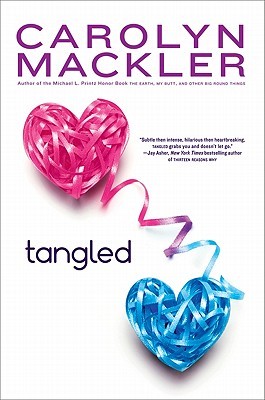 CAROLYN
MACKLER
Author of the Michael L. Printz Honor Book THE EARTH, MY BUTT, AND OTHER BIG ROUND THINGS
"Subtle then intense, hilarious then heartbreaking,
TANGLED grabs you and doesn't let go."
—Jay Asher, New York Times bestselling author
of THIRTEEN REASONS WHY
tangled